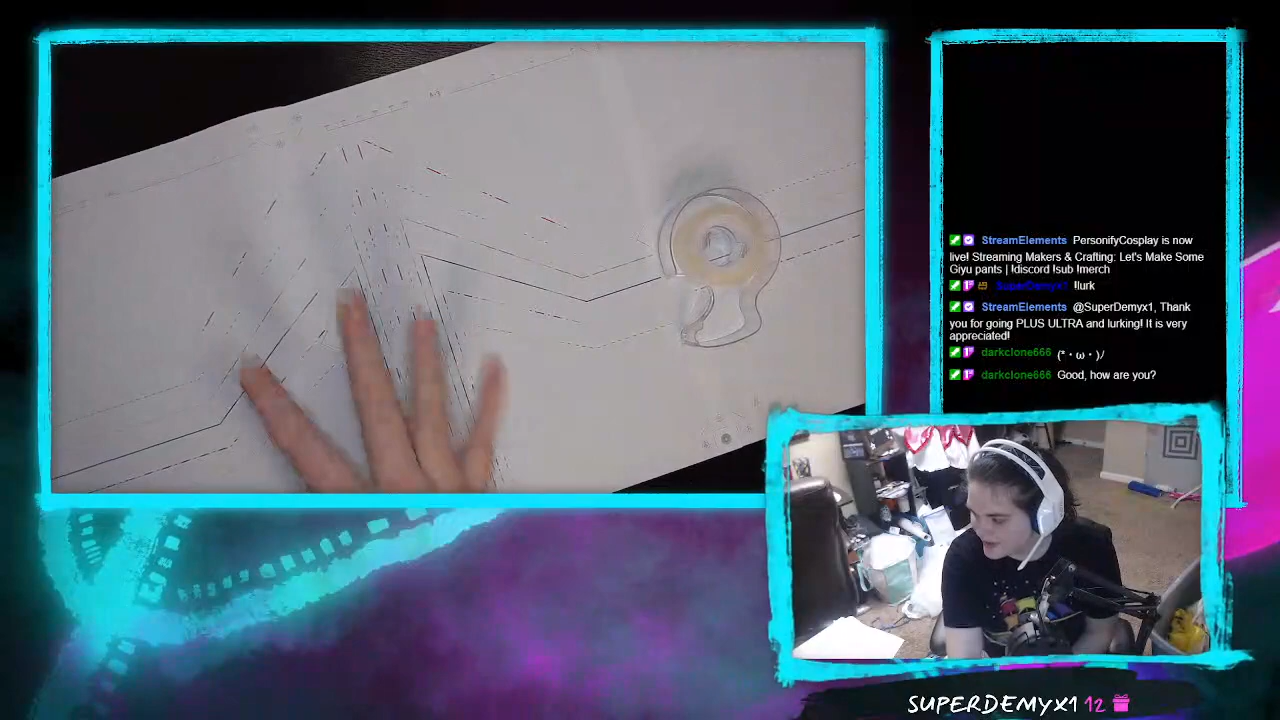 StreamElements PersonifyCosplay is now
live! Streaming Makers & Crafting: Let's Make Some
Giyu pants | !discord !sub !merch
SuperDemyx1 !lurk
StreamElements @SuperDemyx1, Thank
you for going PLUS ULTRA and lurking! It is very
appreciated!
darkclone666 (*・ω・)ﾉ
darkclone666 Good, how are you?
SUPERDEMYX1 12